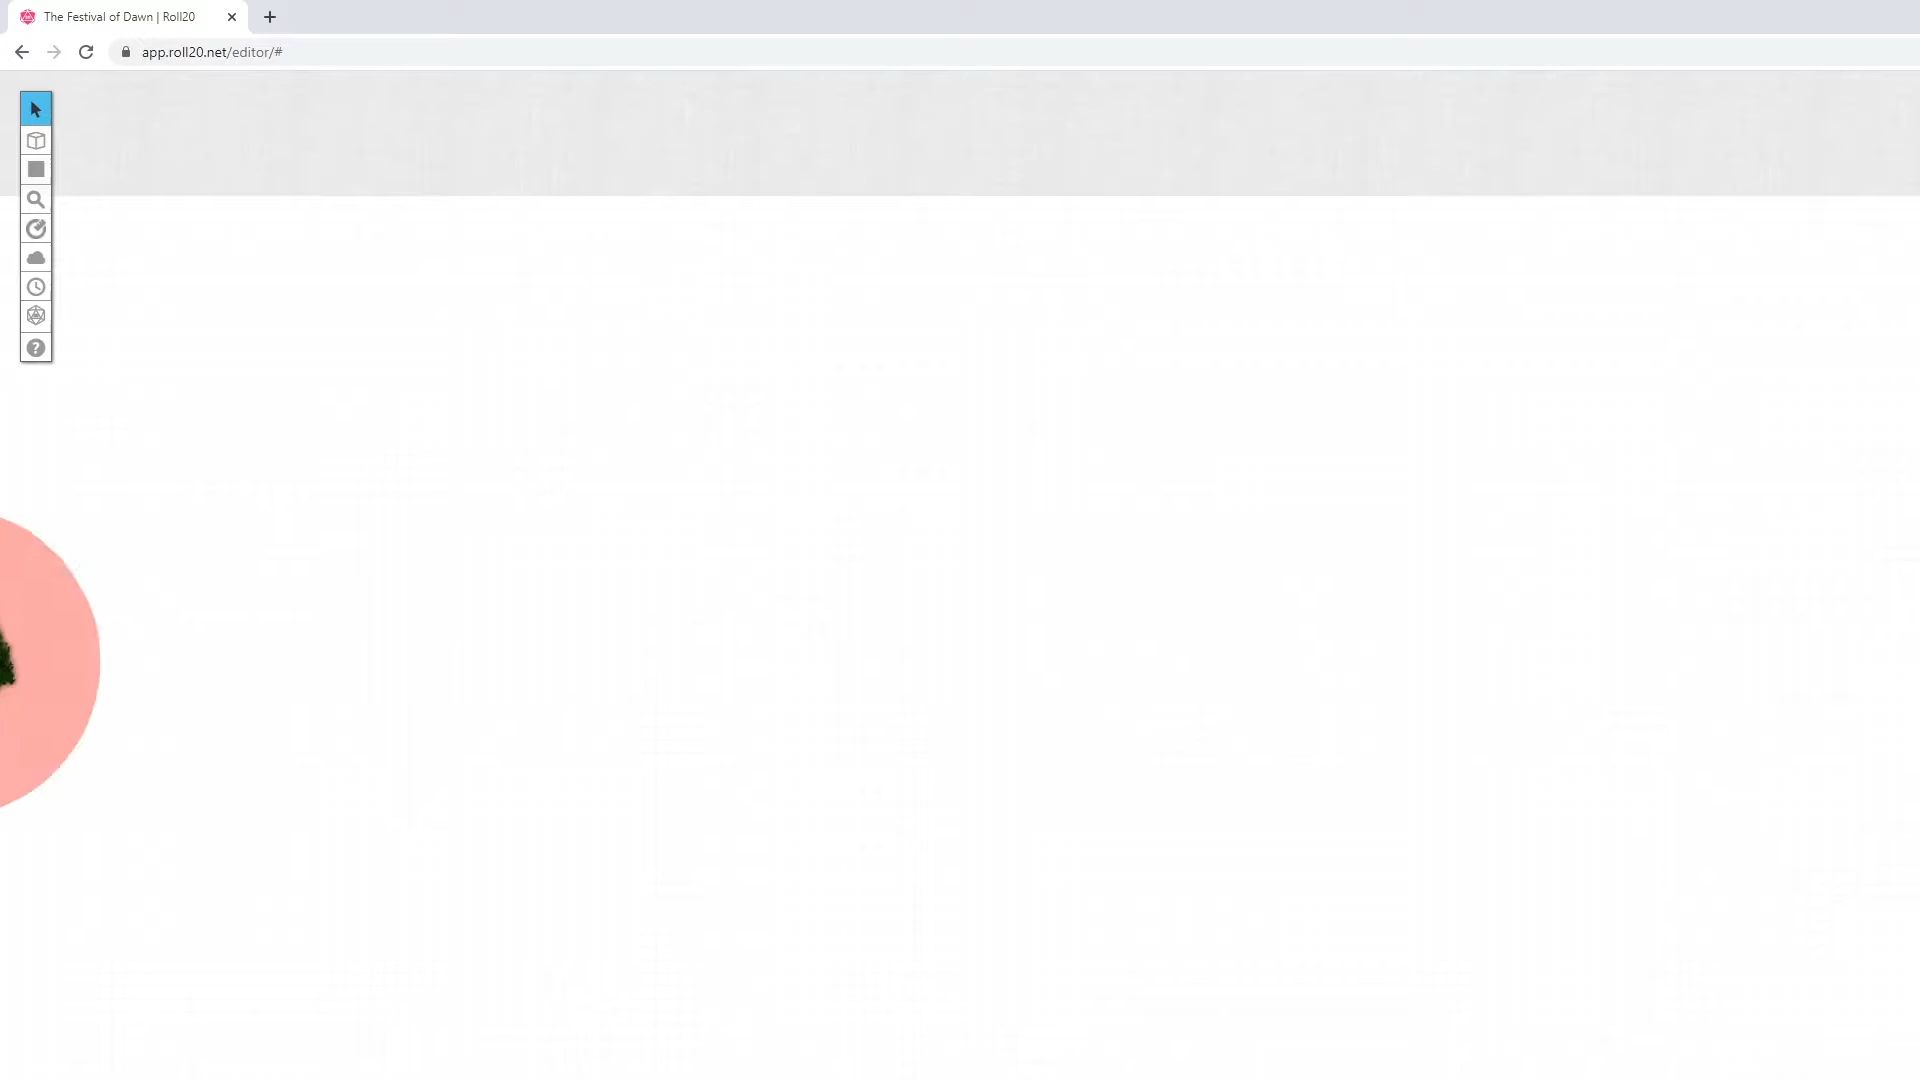 The Festival of Dawn | Roll20
app.roll20.net/editor/#
?